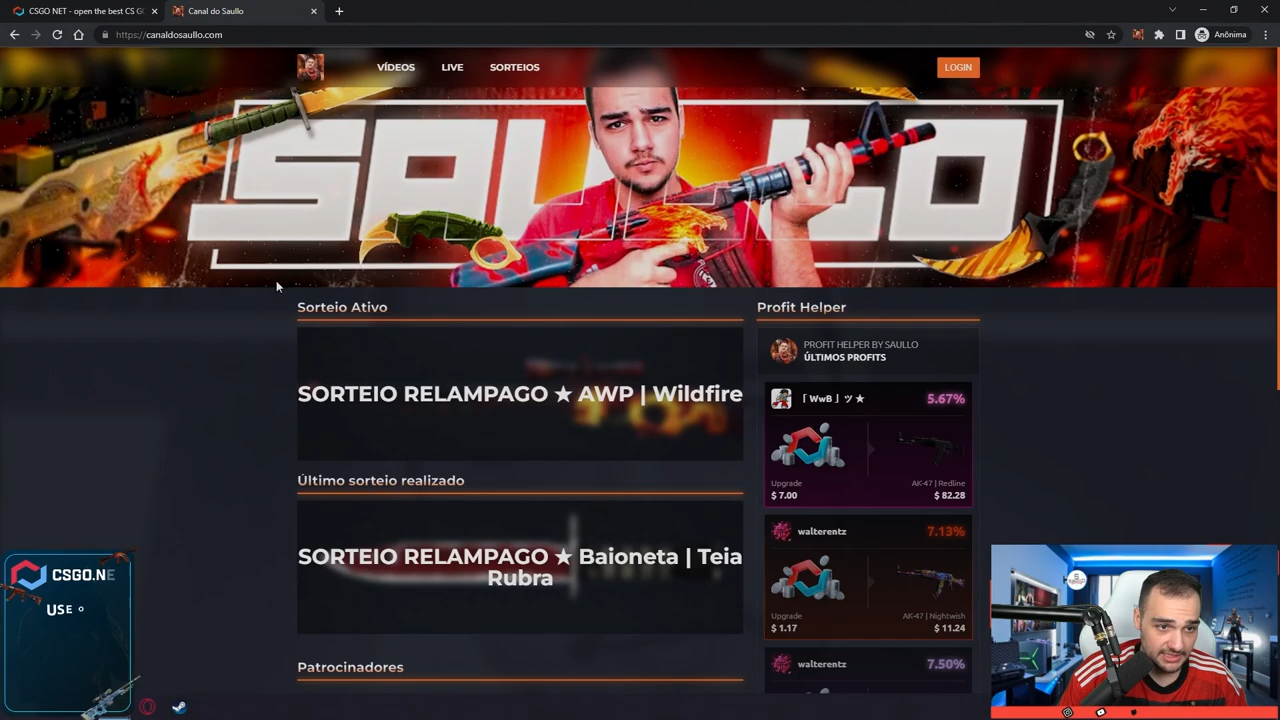 CSGO NET - open the best CS G
Canal do Saullo
https://canaldosaullo.com
Anônima
VÍDEOS
LIVE
SORTEIOS
LOGIN
SAULLO
Sorteio Ativo
SORTEIO RELAMPAGO ★ AWP | Wildfire
Último sorteio realizado
SORTEIO RELAMPAGO ★ Baioneta | Teia
Rubra
Patrocinadores
Profit Helper
PROFIT HELPER BY SAULLO
ÚLTIMOS PROFITS
「 WwB 」ツ ★
5.67%
Upgrade
AK-47 | Redline
$ 7.00
$ 82.28
walterentz
7.13%
Upgrade
AK-47 | Nightwish
$ 1.17
$ 11.24
walterentz
7.50%
CSGO.NE
USE